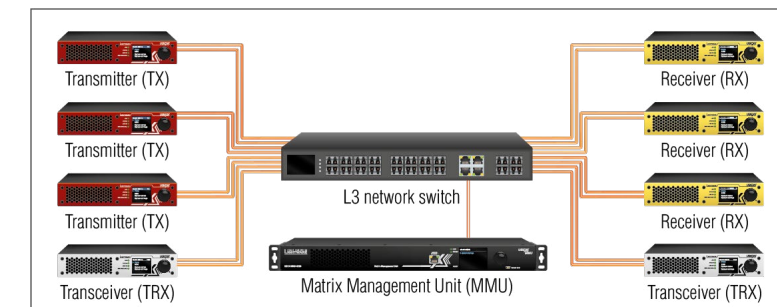 Transmitter (TX)
Receiver (RX)
Transmitter (TX)
Receiver (RX)
L3 network switch
Transmitter (TX)
Receiver (RX)
Transceiver (TRX)
Matrix Management Unit (MMU)
Transceiver (TRX)